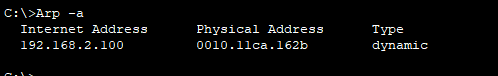 C:\>Arp -a
Internet Address Physical Address Type
192.168.2.100 0010.11ca.162b dynamic
C:\>